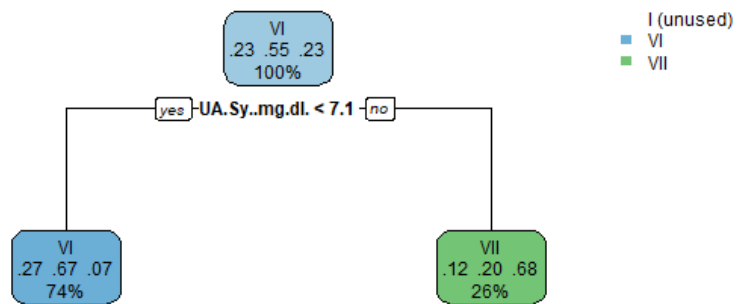 VI
.23 .55 .23
100%
yes UA.Sy..mg.dl. < 7.1 no
VI
.27 .67 .07
74%
VII
.12 .20 .68
26%
I (unused)
VI
VII